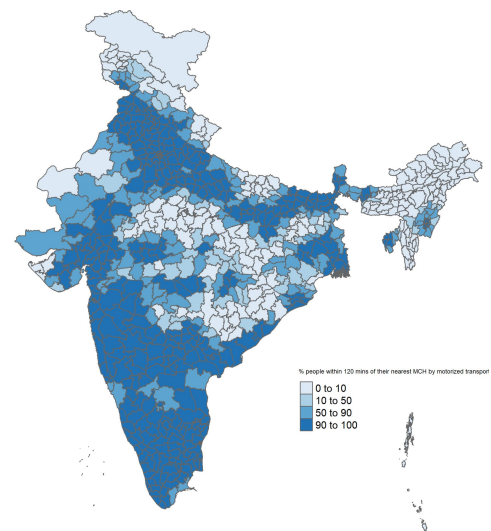 % people within 120 mins of their nearest MCH by motorized transport
0 to 10
10 to 50
50 to 90
90 to 100